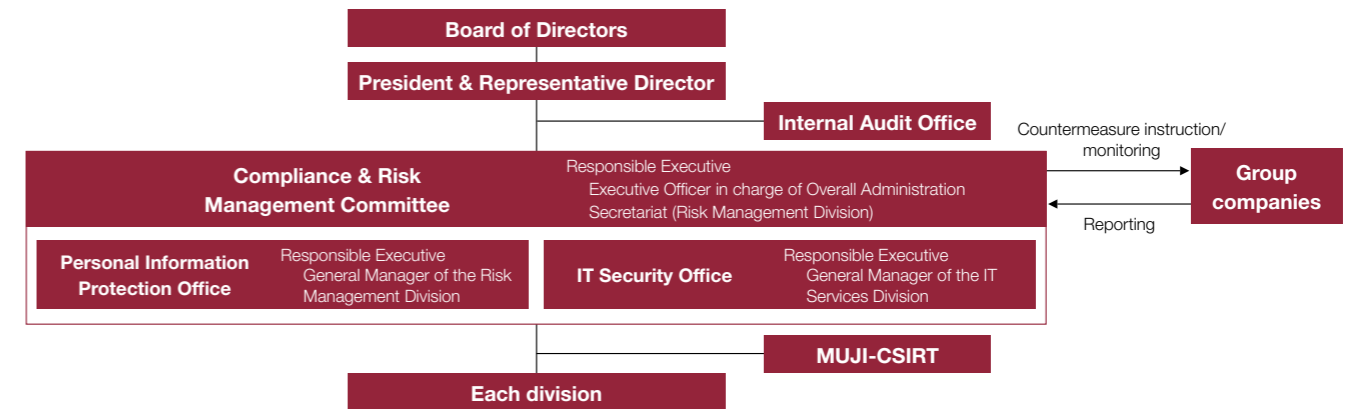 Board of Directors
President & Representative Director
Internal Audit Office
Compliance & Risk
Management Committee
Responsible Executive
Executive Officer in charge of Overall Administration
Secretariat (Risk Management Division)
Countermeasure instruction/
monitoring
Group
companies
Reporting
Personal Information
Protection Office
Responsible Executive
General Manager of the Risk
Management Division
IT Security Office
Responsible Executive
General Manager of the IT
Services Division
MUJI-CSIRT
Each division